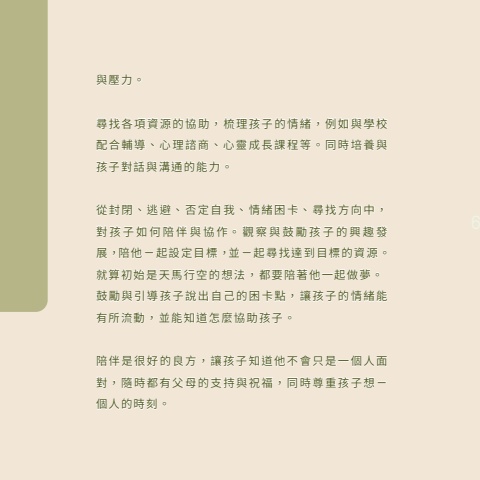 與壓力。
尋找各項資源的協助，梳理孩子的情緒，例如與學校
配合輔導、心理諮商、心靈成長課程等。同時培養與
孩子對話與溝通的能力。
從封閉、逃避、否定自我、情緒困卡、尋找方向中，
對孩子如何陪伴與協作。觀察與鼓勵孩子的興趣發
展，陪他一起設定目標，並一起尋找達到目標的資源。
就算初始是天馬行空的想法，都要陪著他一起做夢。
鼓勵與引導孩子說出自己的困卡點，讓孩子的情緒能
有所流動，並能知道怎麼協助孩子。
陪伴是很好的良方，讓孩子知道他不會只是一個人面
對，隨時都有父母的支持與祝福，同時尊重孩子想一
個人的時刻。